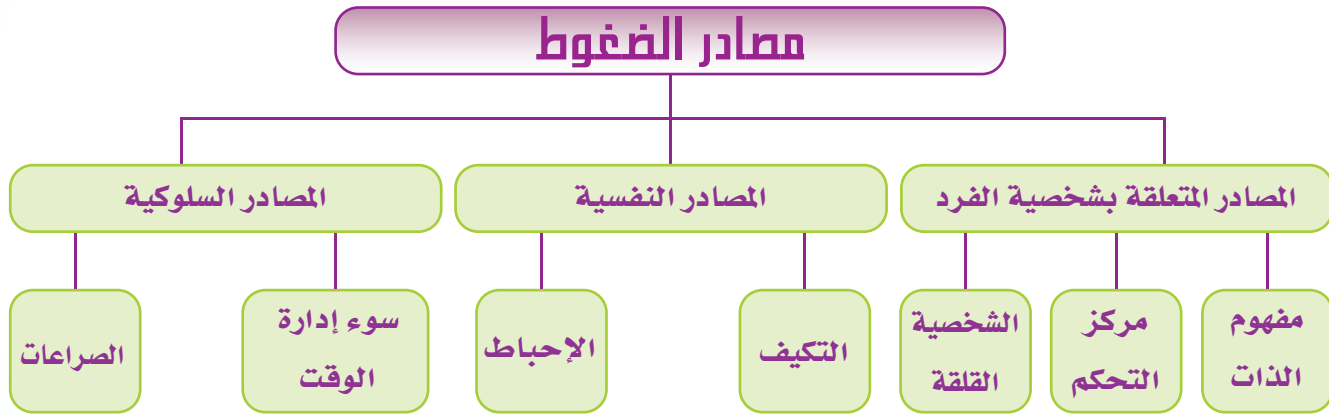 مصادر الضغوط
المصادر المتعلقة بشخصية الفرد
المصادر النفسية
المصادر السلوكية
مفهوم
الذات
مركز
التحكم
الشخصية
القلقة
التكيف
الإحباط
سوء إدارة
الوقت
الصراعات